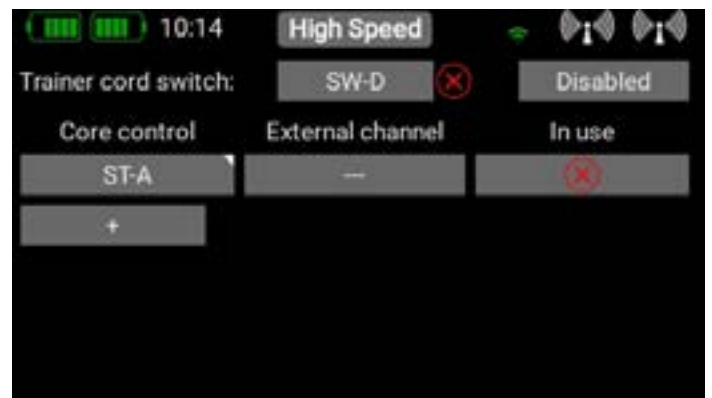 10:14 High Speed
Trainer cord switch: SW-D Disabled
Core control External channel In use
ST-A ---
+